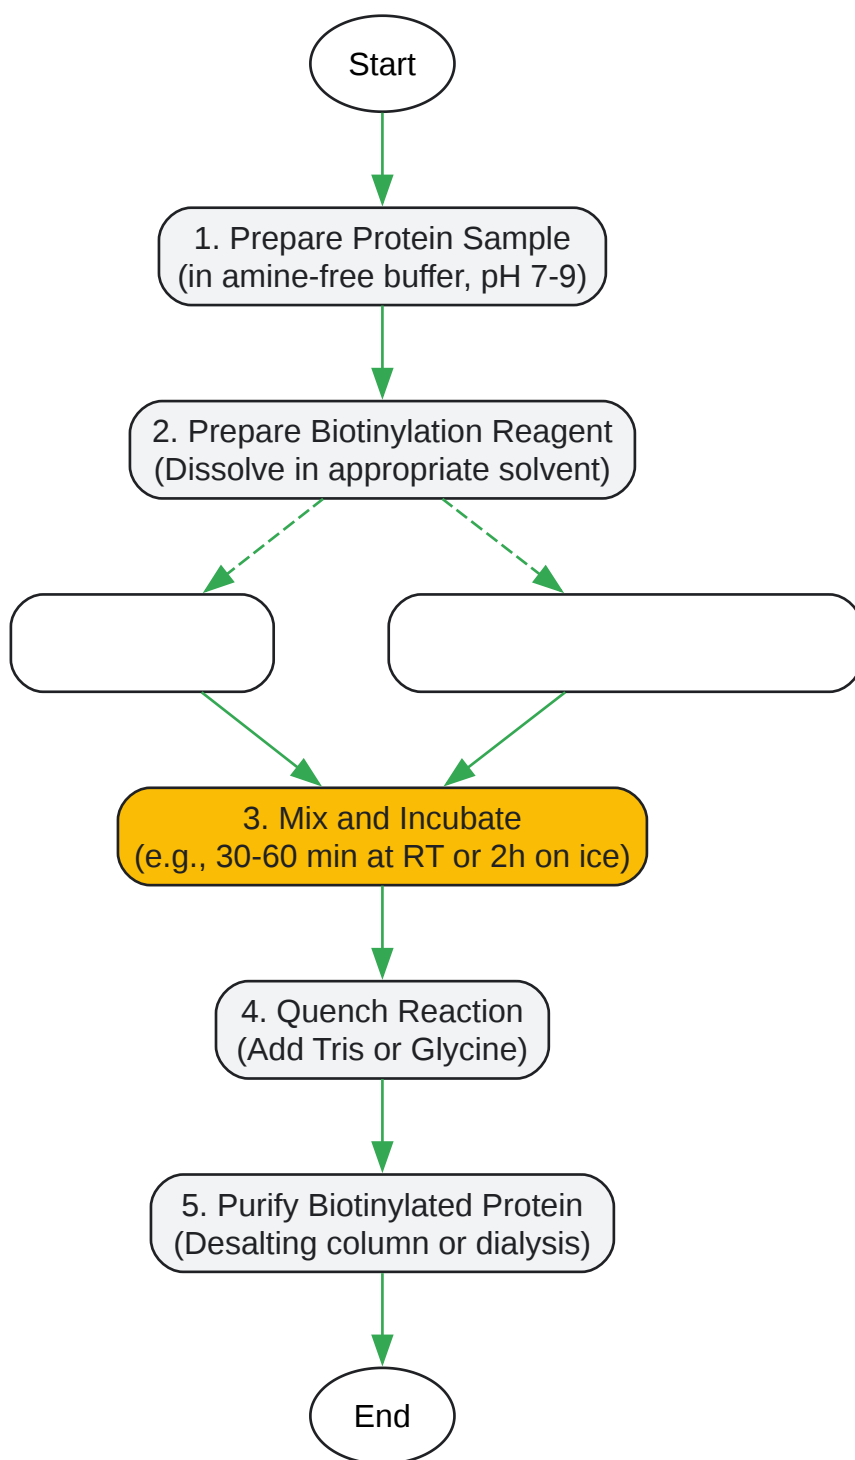 Start
1. Prepare Protein Sample
(in amine-free buffer, pH 7-9)
2. Prepare Biotinylation Reagent
(Dissolve in appropriate solvent)
3. Mix and Incubate
(e.g., 30-60 min at RT or 2h on ice)
4. Quench Reaction
(Add Tris or Glycine)
5. Purify Biotinylated Protein
(Desalting column or dialysis)
End